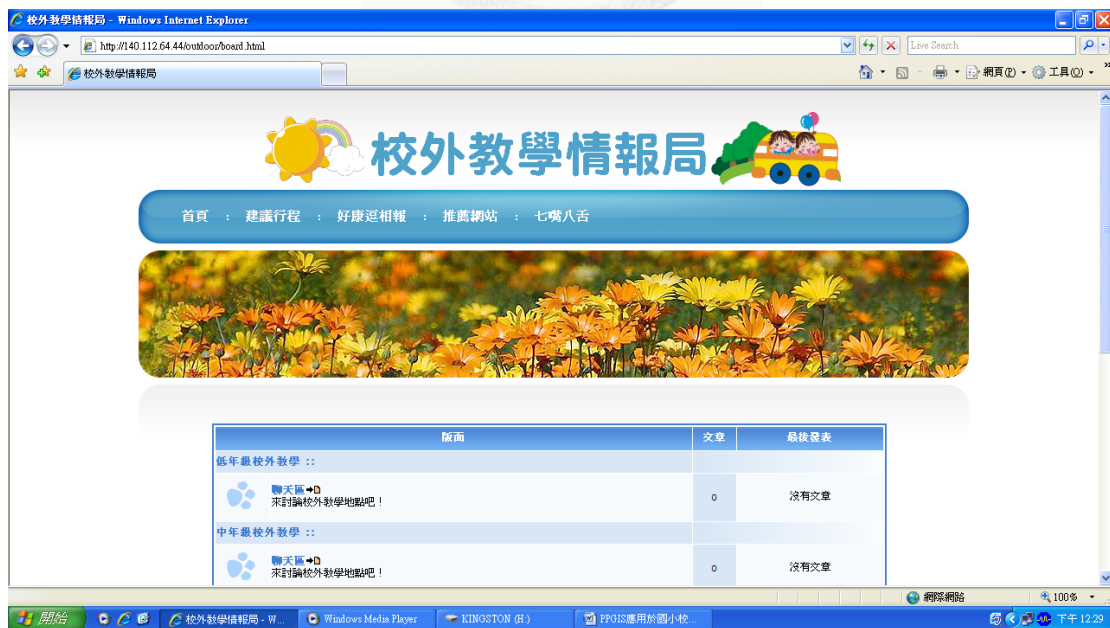 校外教學情報局 - Windows Internet Explorer
http://140.112.64.44/outdoor/board.html
Live Search
校外教學情報局
網頁(P)
工具(O)
校外教學情報局
首頁 : 建議行程 : 好康逗相報 : 推薦網站 : 七嘴八舌
版面 文章 最後發表
低年級校外教學 ::
聊天區
來討論校外教學地點吧！
0 沒有文章
中年級校外教學 ::
聊天區
來討論校外教學地點吧！
0 沒有文章
網際網路 100%
開始 校外教學情報局 - W... Windows Media Player KINGSTON (H:) PPGIS應用於國小校... 下午 12:29